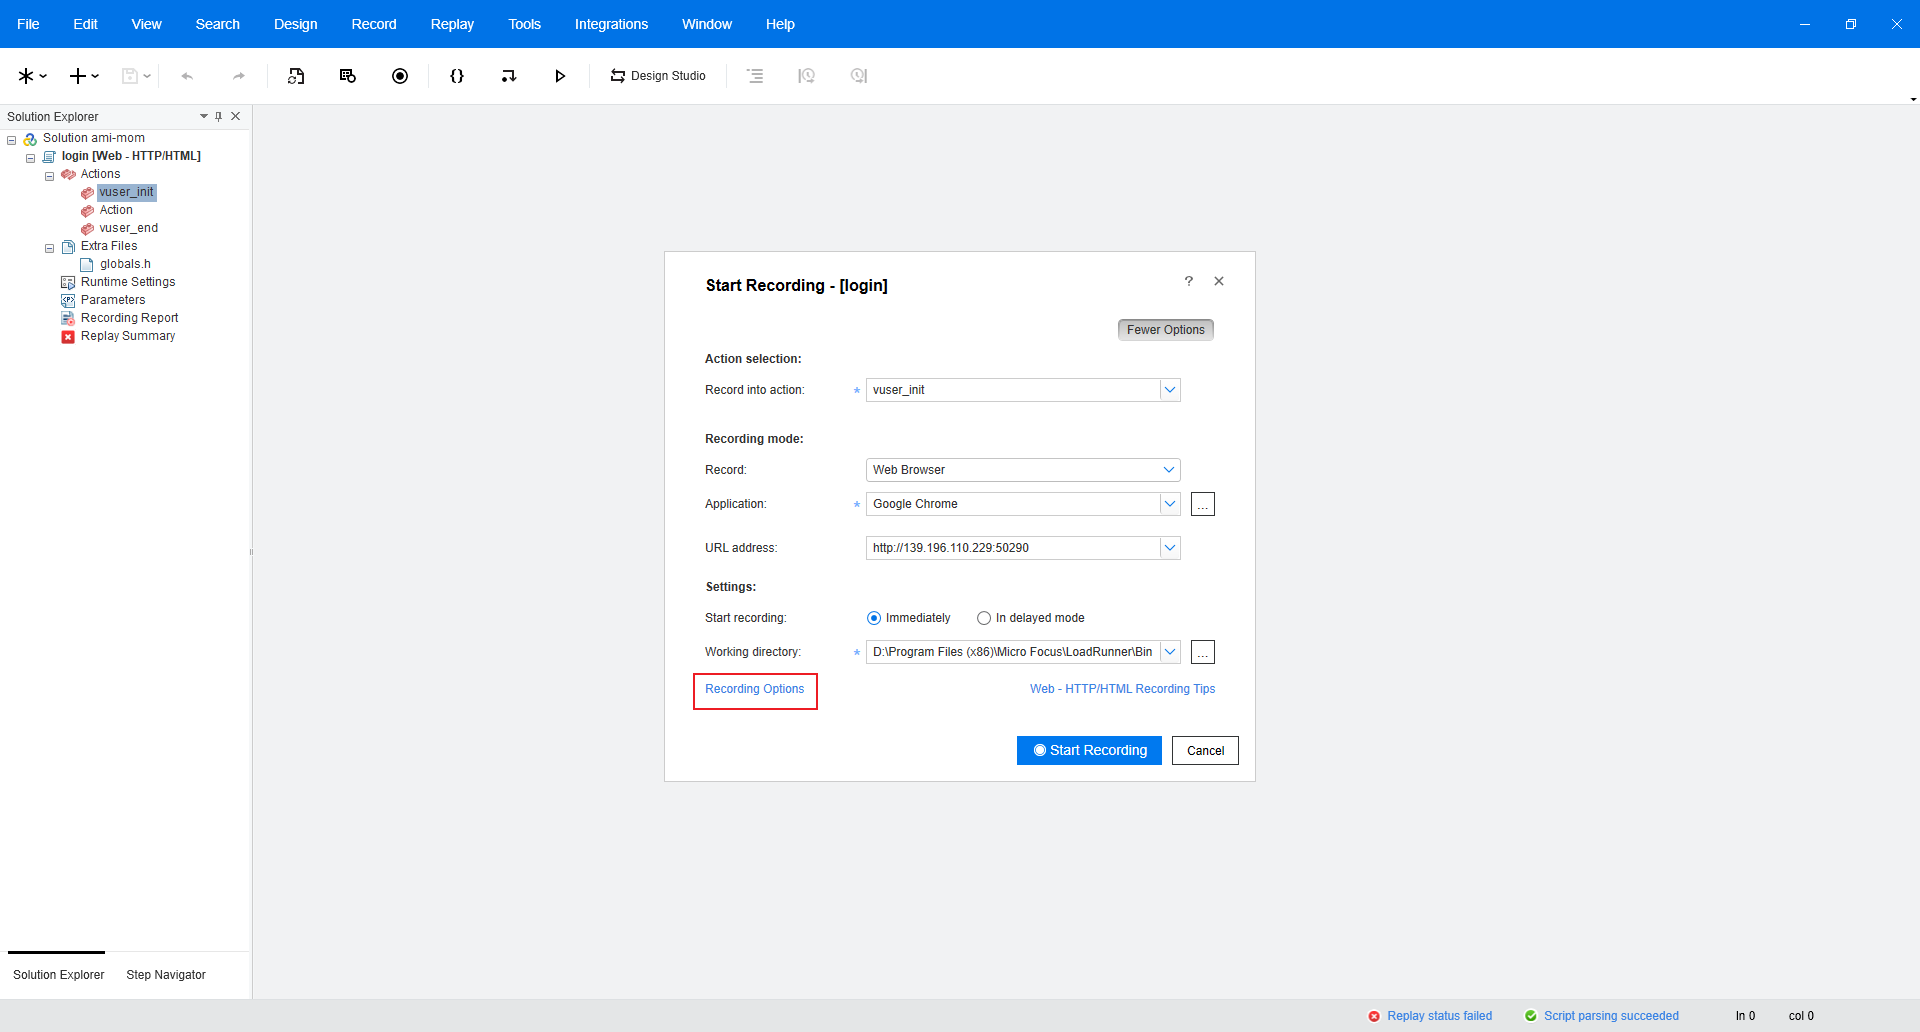 File Edit View Search Design Record Replay Tools Integrations Window Help
Design Studio
Solution Explorer
Solution ami-mom
login [Web - HTTP/HTML]
Actions
vuser_init
Action
vuser_end
Extra Files
globals.h
Runtime Settings
Parameters
Recording Report
Replay Summary
Start Recording - [login]
?
Fewer Options
Action selection:
Record into action: * vuser_init
Recording mode:
Record: Web Browser
Application: * Google Chrome ...
URL address: http://139.196.110.229:50290
Settings:
Start recording: Immediately In delayed mode
Working directory: * D:\Program Files (x86)\Micro Focus\LoadRunner\Bin ...
Recording Options Web - HTTP/HTML Recording Tips
Start Recording Cancel
Solution Explorer Step Navigator
Replay status failed Script parsing succeeded ln 0 col 0